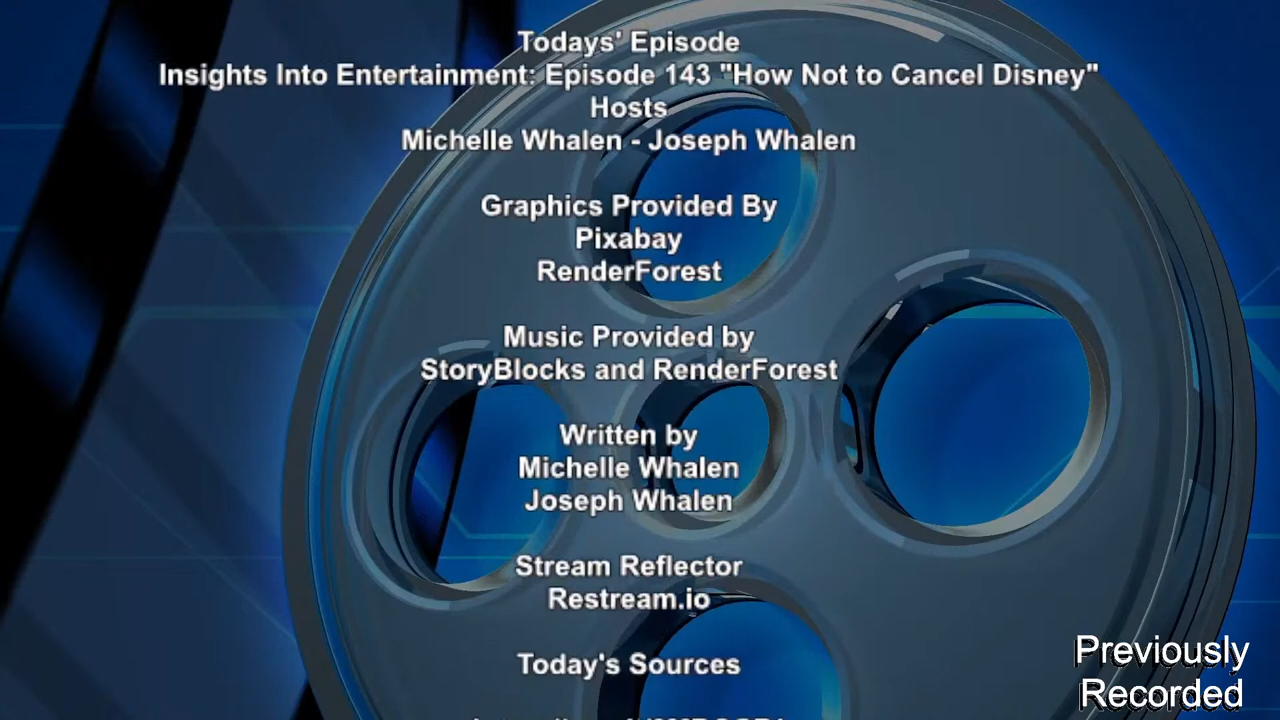 Todays' Episode
Insights Into Entertainment: Episode 143 "How Not to Cancel Disney"
Hosts
Michelle Whalen - Joseph Whalen
Graphics Provided By
Pixabay
RenderForest
Music Provided by
StoryBlocks and RenderForest
Written by
Michelle Whalen
Joseph Whalen
Stream Reflector
Restream.io
Today's Sources
Previously
Recorded